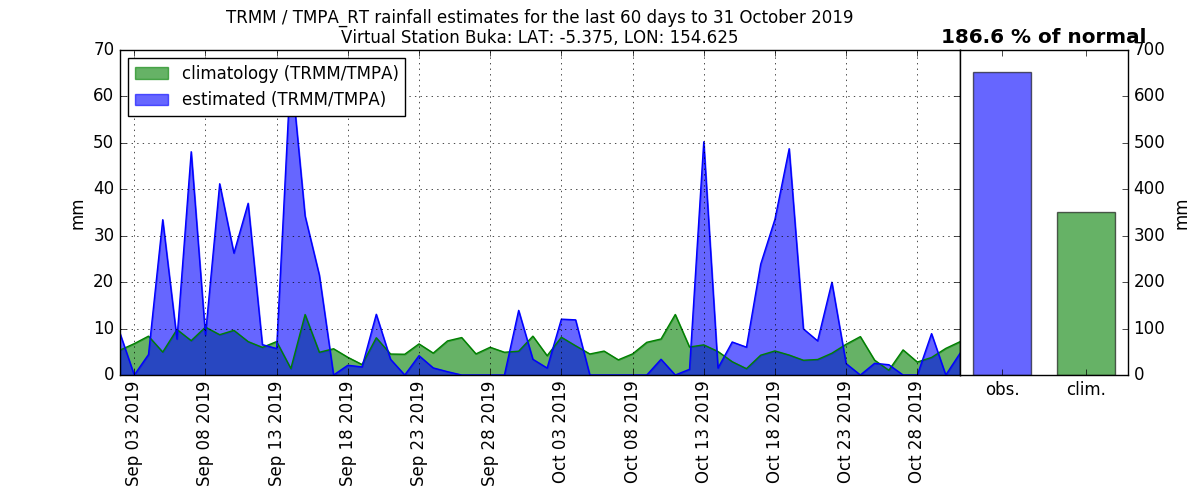 TRMM / TMPA_RT rainfall estimates for the last 60 days to 31 October 2019
Virtual Station Buka: LAT: -5.375, LON: 154.625
186.6 % of normal
climatology (TRMM/TMPA)
estimated (TRMM/TMPA)
mm
70
60
50
40
30
20
10
0
Sep 03 2019
Sep 08 2019
Sep 13 2019
Sep 18 2019
Sep 23 2019
Sep 28 2019
Oct 03 2019
Oct 08 2019
Oct 13 2019
Oct 18 2019
Oct 23 2019
Oct 28 2019
700
600
500
400
300
200
100
0
mm
obs.
clim.